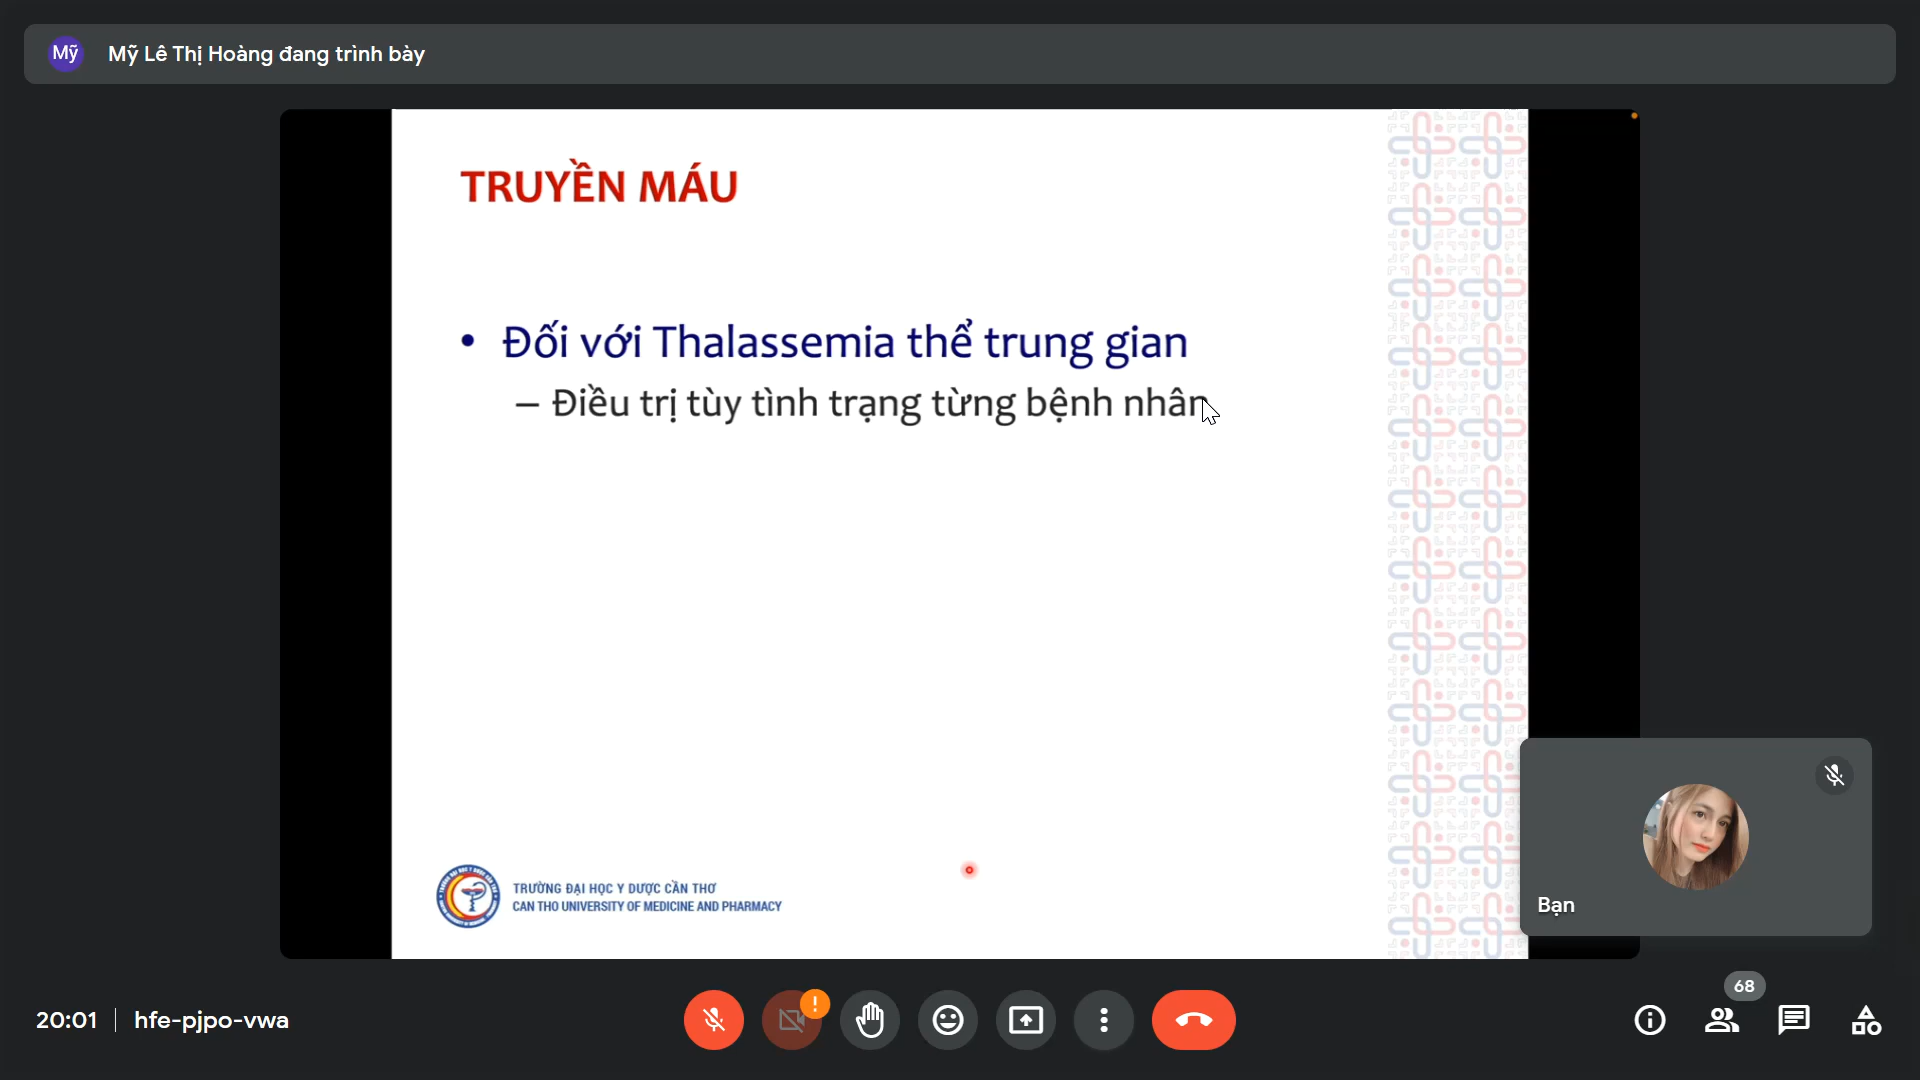 Mỹ
Mỹ Lê Thị Hoàng đang trình bày
TRUYỀN MÁU
• Đối với Thalassemia thể trung gian
– Điều trị tùy tình trạng từng bệnh nhân
TRƯỜNG ĐẠI HỌC Y DƯỢC CẦN THƠ
CAN THO UNIVERSITY OF MEDICINE AND PHARMACY
Bạn
68
20:01 | hfe-pjpo-vwa